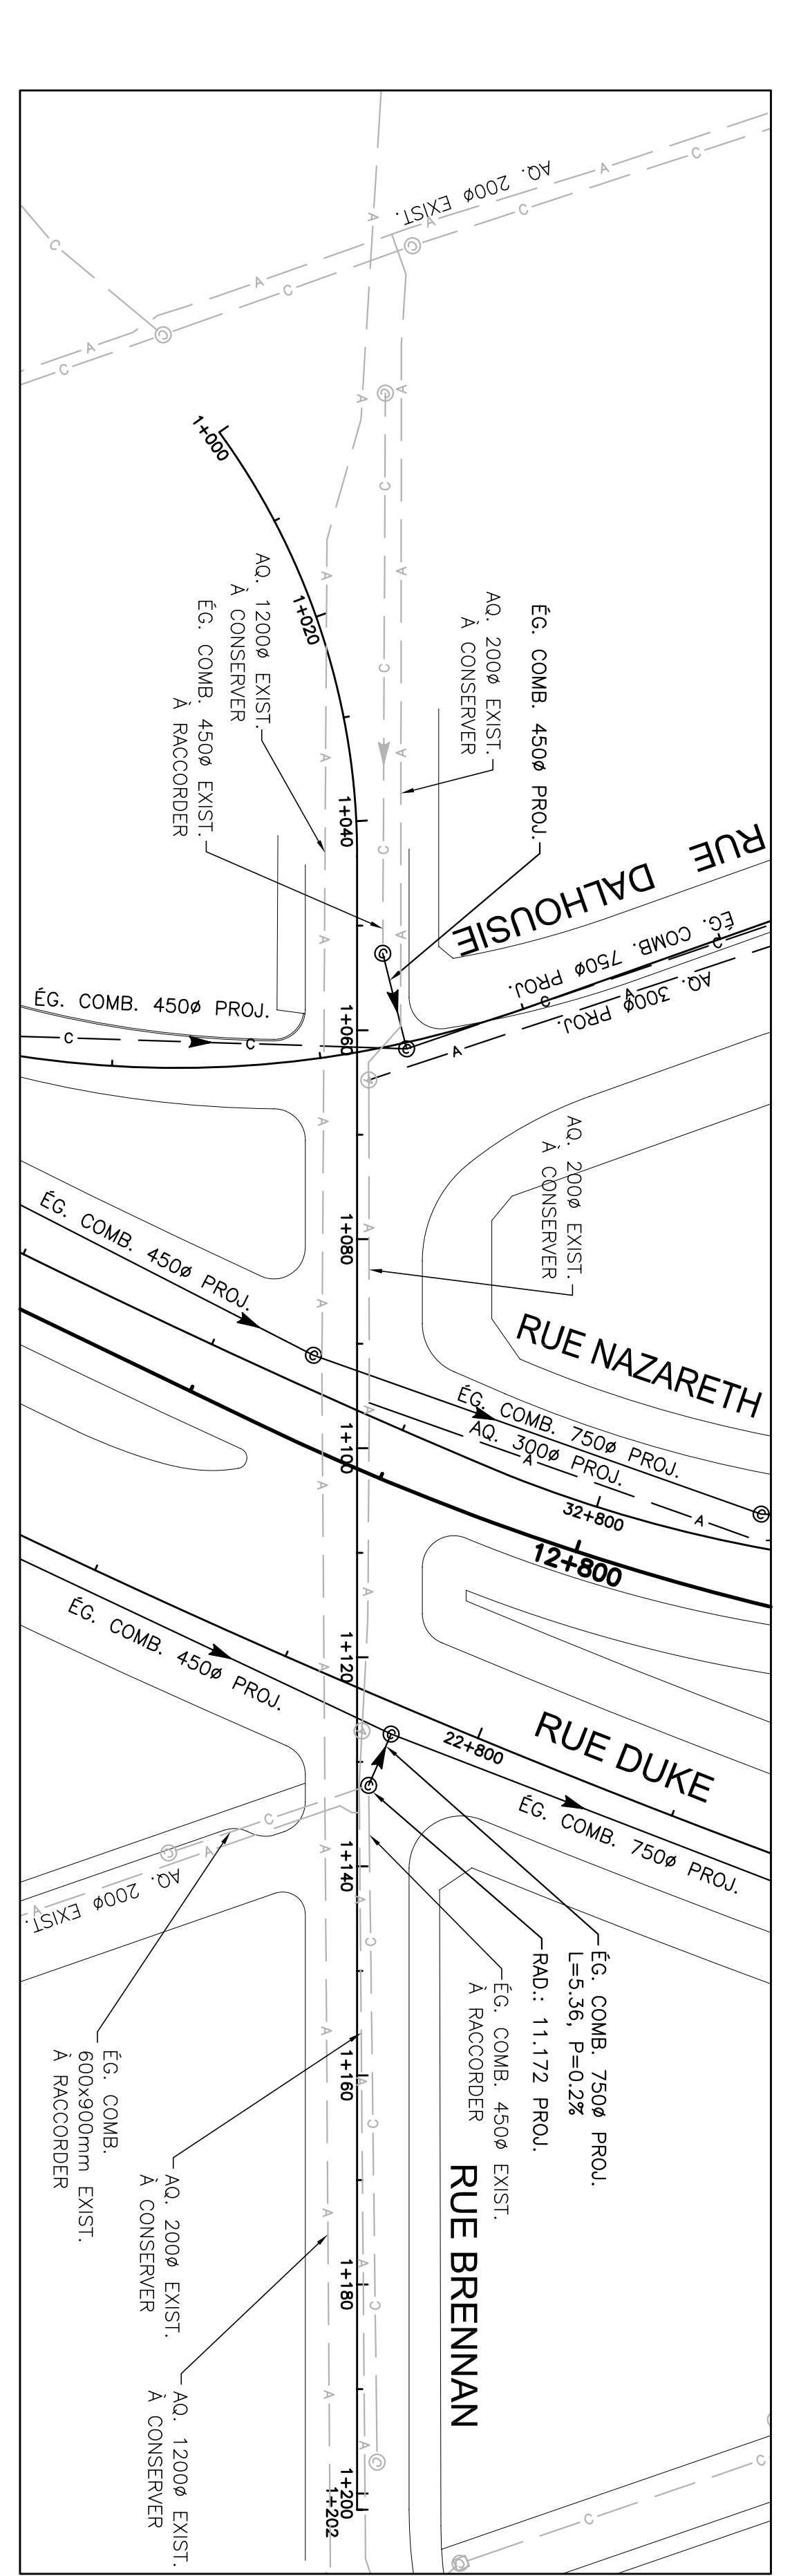 AQ. 200ø EXIST.
1+000
1+020
AQ. 1200ø EXIST.
À CONSERVER
ÉG. COMB. 450ø EXIST.
À RACCORDER
AQ. 200ø EXIST.
À CONSERVER
ÉG. COMB. 450ø PROJ.
1+040
RUE DALHOUSIE
ÉG. COMB. 750ø PROJ.
AQ. 300ø PROJ.
ÉG. COMB. 450ø PROJ.
1+060
AQ. 200ø EXIST.
À CONSERVER
1+080
ÉG. COMB. 450ø PROJ.
RUE NAZARETH
ÉG. COMB. 750ø PROJ.
AQ. 300ø PROJ.
1+100
32+800
12+800
ÉG. COMB. 450ø PROJ.
1+120
RUE DUKE
22+800
ÉG. COMB. 750ø PROJ.
1+140
AQ. 200ø EXIST.
ÉG. COMB. 750ø PROJ.
L=5.36, P=0.2%
RAD.: 11.172 PROJ.
ÉG. COMB. 450ø EXIST.
À RACCORDER
ÉG. COMB.
600x900mm EXIST.
À RACCORDER
1+160
AQ. 200ø EXIST.
À CONSERVER
RUE BRENNAN
1+180
AQ. 1200ø EXIST.
À CONSERVER
1+200
1+202